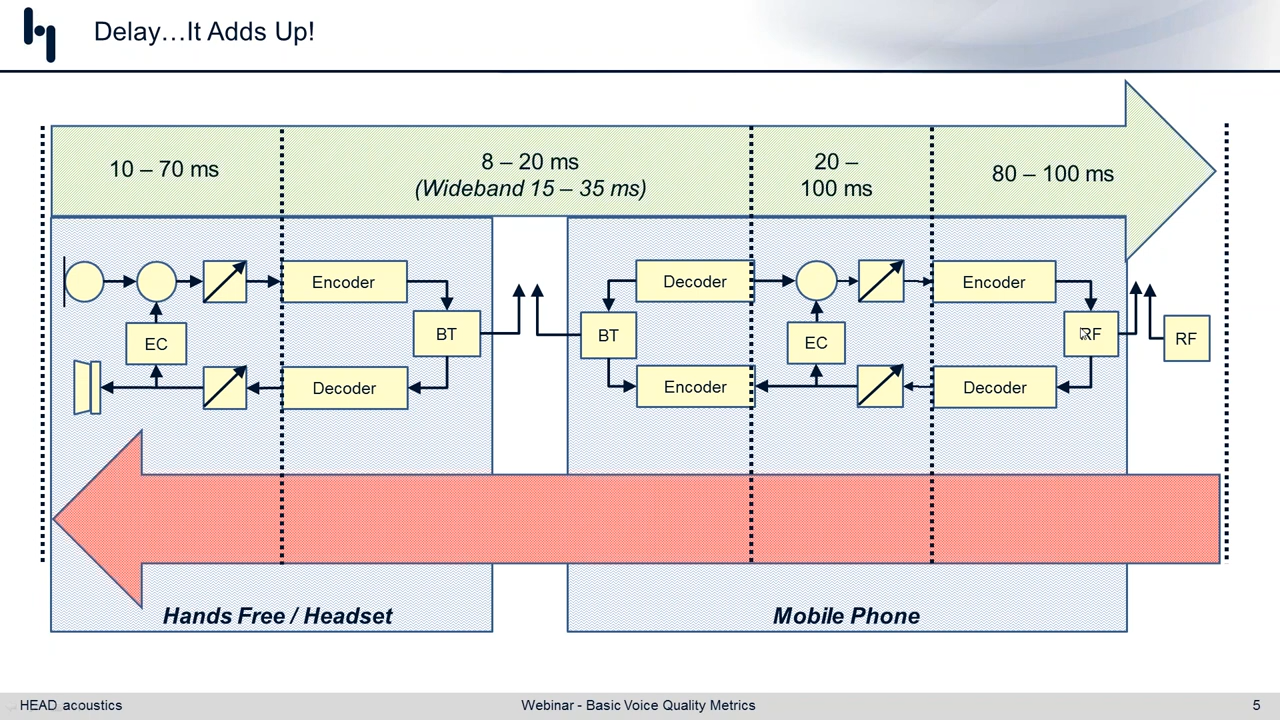 Delay…It Adds Up!
10 – 70 ms
8 – 20 ms
(Wideband 15 – 35 ms)
20 –
100 ms
80 – 100 ms
Encoder
Decoder
Encoder
BT
BT
EC
EC
RF
RF
Decoder
Encoder
Decoder
Hands Free / Headset
Mobile Phone
HEAD acoustics
Webinar - Basic Voice Quality Metrics
5